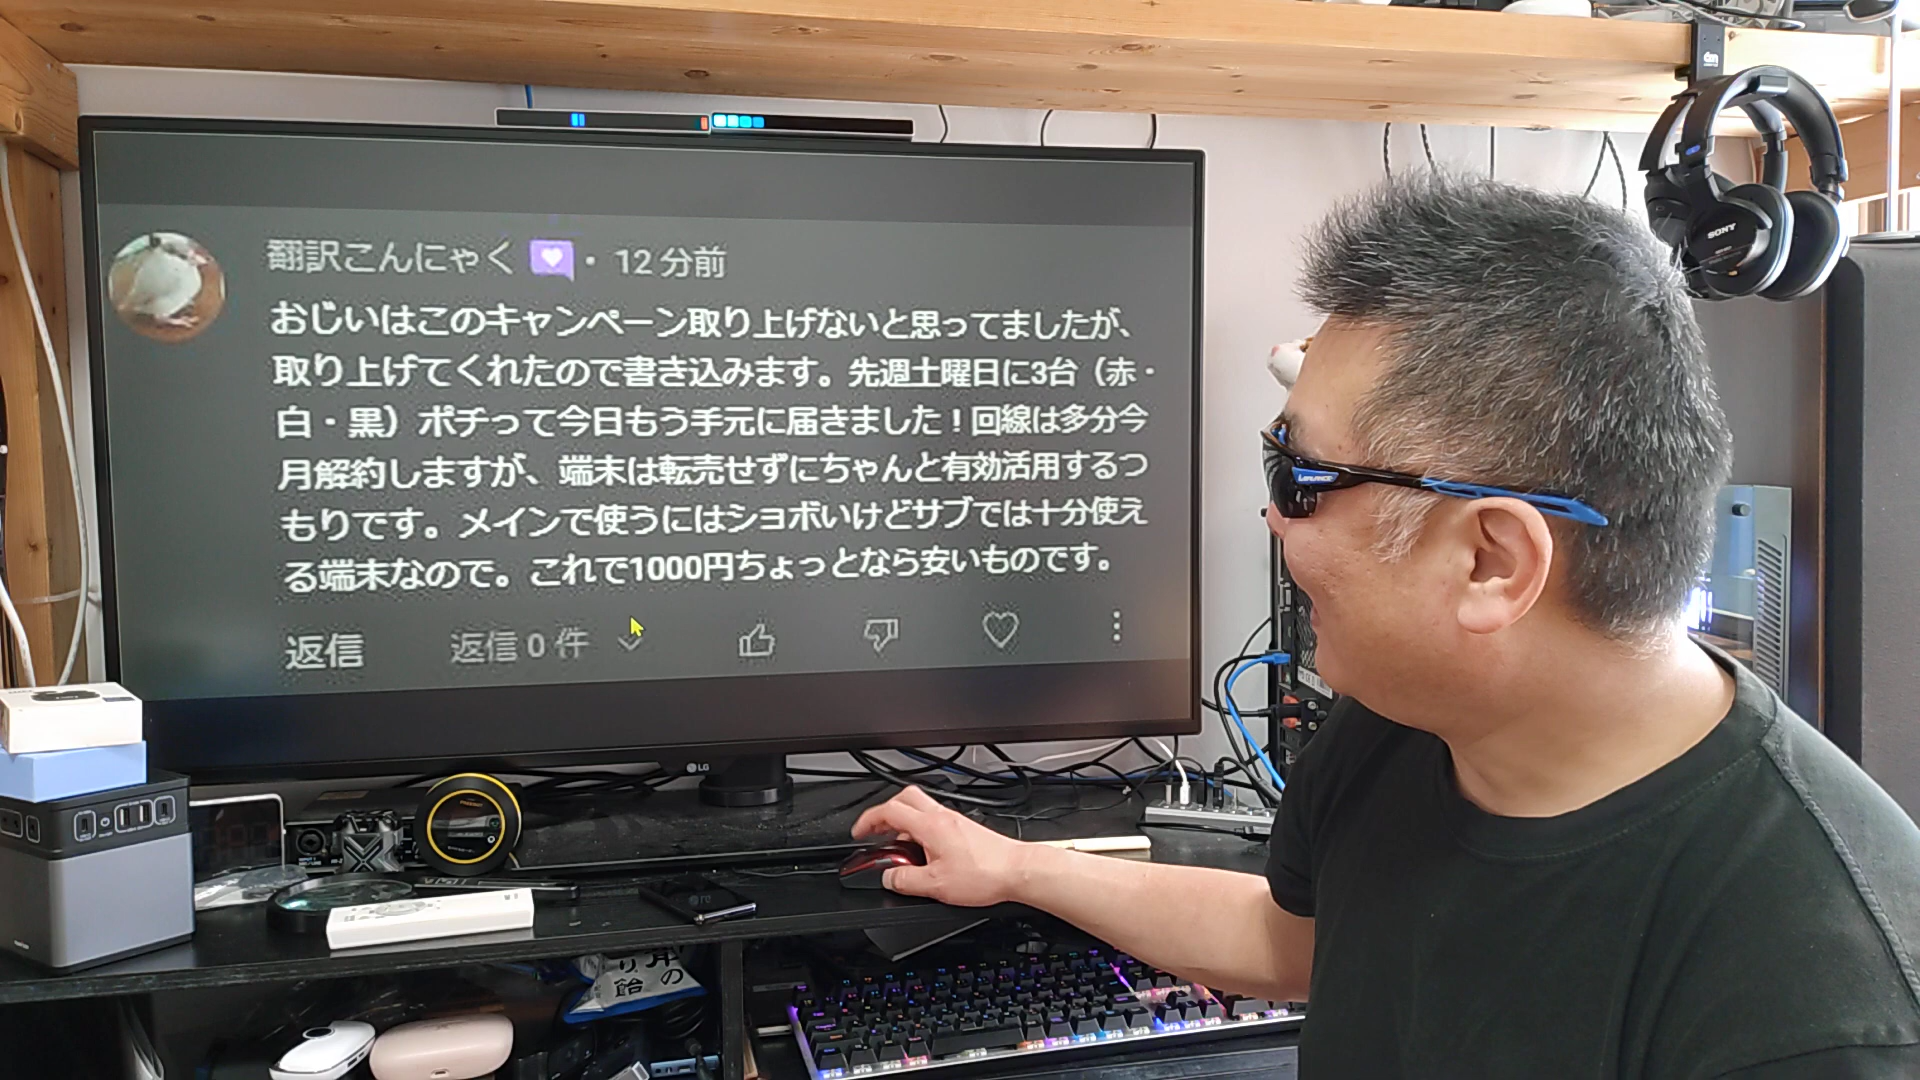 翻訳こんにゃく ・ 12 分前
おじいはこのキャンペーン取り上げないと思ってましたが、
取り上げてくれたので書き込みます。先週土曜日に3台（赤・
白・黒）ポチって今日もう手元に届きました！回線は多分今
月解約しますが、端末は転売せずにちゃんと有効活用するつ
もりです。メインで使うにはショボいけどサブでは十分使え
る端末なので。これで1000円ちょっとなら安いものです。
返信 返信 0 件
LG
SONY